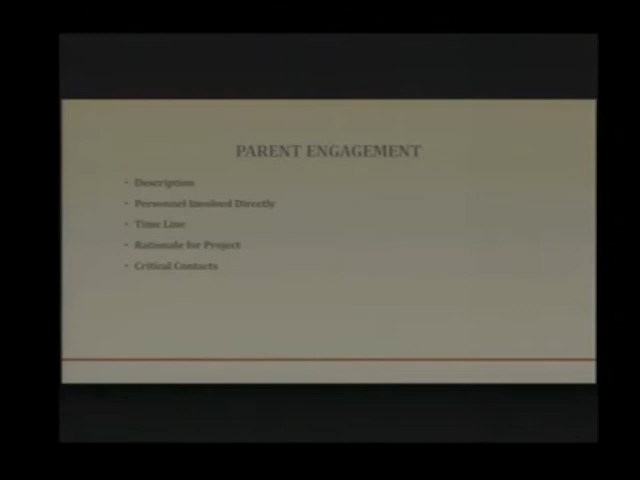 PARENT ENGAGEMENT
• Description
• Personnel Involved Directly
• Time Line
• Rationale for Project
• Critical Contacts